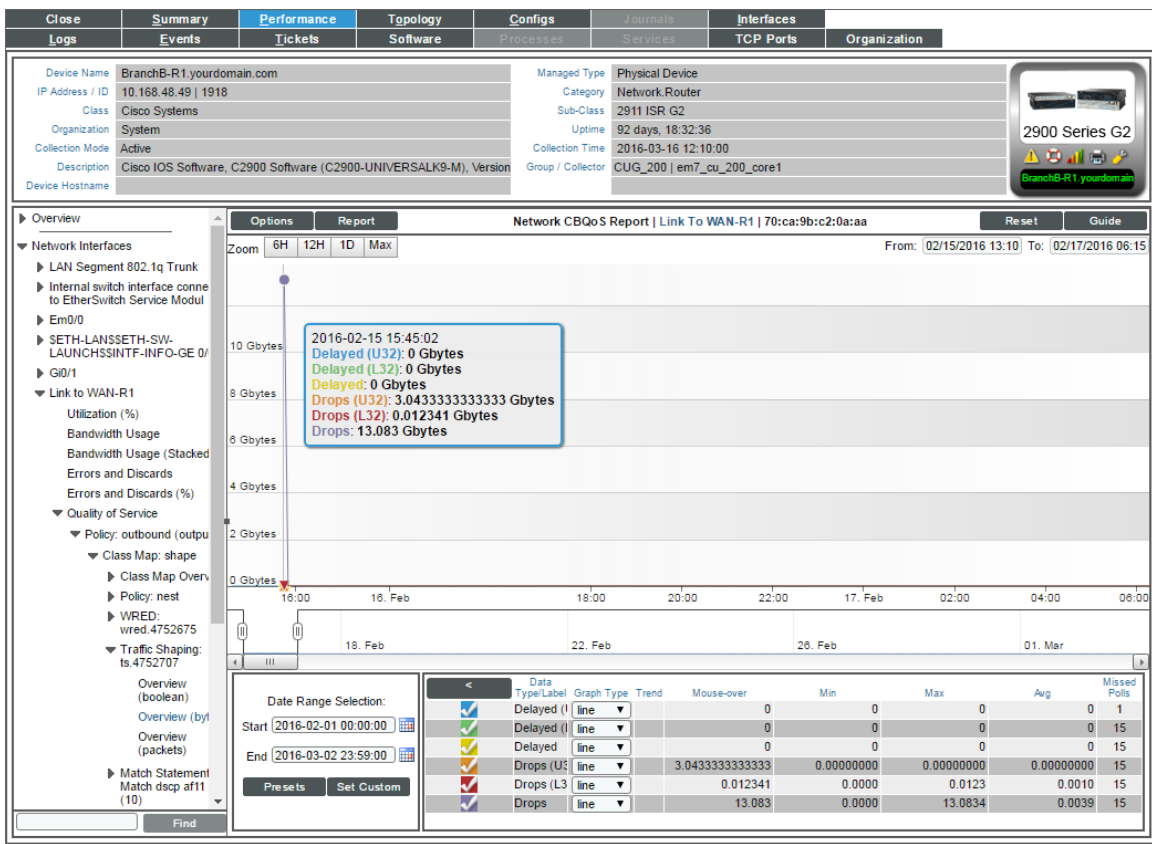 Close Summary Performance Topology Configs Journals Interfaces
Logs Events Tickets Software Processes Services TCP Ports Organization
Device Name BranchB-R1.yourdomain.com Managed Type Physical Device
IP Address / ID 10.168.48.49 | 1918 Category Network.Router
Class Cisco Systems Sub-Class 2911 ISR G2
Organization System Uptime 92 days, 18:32:36
Collection Mode Active Collection Time 2016-03-16 12:10:00
Description Cisco IOS Software, C2900 Software (C2900-UNIVERSALK9-M), Version Group / Collector CUG_200 | em7_cu_200_core1
Device Hostname
2900 Series G2
BranchB-R1.yourdomain
Overview
Network Interfaces
LAN Segment 802.1q Trunk
Internal switch interface conne
to EtherSwitch Service Modul
Em0/0
$ETH-LAN$$ETH-SW-
LAUNCH$$INTF-INFO-GE 0/
Gi0/1
Link to WAN-R1
Utilization (%)
Bandwidth Usage
Bandwidth Usage (Stacked
Errors and Discards
Errors and Discards (%)
Quality of Service
Policy: outbound (outpu
Class Map: shape
Class Map Overv
Policy: nest
WRED:
wred.4752675
Traffic Shaping:
ts.4752707
Overview
(boolean)
Overview (byt
Overview
(packets)
Match Statement
Match dscp af11
(10)
Find
Options Report Network CBQoS Report | Link To WAN-R1 | 70:ca:9b:c2:0a:aa Reset Guide
Zoom 6H 12H 1D Max From: 02/15/2016 13:10 To: 02/17/2016 06:15
10 Gbytes
8 Gbytes
6 Gbytes
4 Gbytes
2 Gbytes
0 Gbytes
2016-02-15 15:45:02
Delayed (U32): 0 Gbytes
Delayed (L32): 0 Gbytes
Delayed: 0 Gbytes
Drops (U32): 3.0433333333333 Gbytes
Drops (L32): 0.012341 Gbytes
Drops: 13.083 Gbytes
16:00 16. Feb 18:00 20:00 22:00 17. Feb 02:00 04:00 06:00
18. Feb 22. Feb 26. Feb 01. Mar
Date Range Selection:
Start 2016-02-01 00:00:00
End 2016-03-02 23:59:00
Presets Set Custom
< Data Type/Label Graph Type Trend Mouse-over Min Max Avg Missed Polls
Delayed (U line 0 0 0 0 1
Delayed (l line 0 0 0 0 15
Delayed line 0 0 0 0 15
Drops (U3 line 3.0433333333333 0.00000000 0.00000000 0.00000000 15
Drops (L3 line 0.012341 0.0000 0.0123 0.0010 15
Drops line 13.083 0.0000 13.0834 0.0039 15